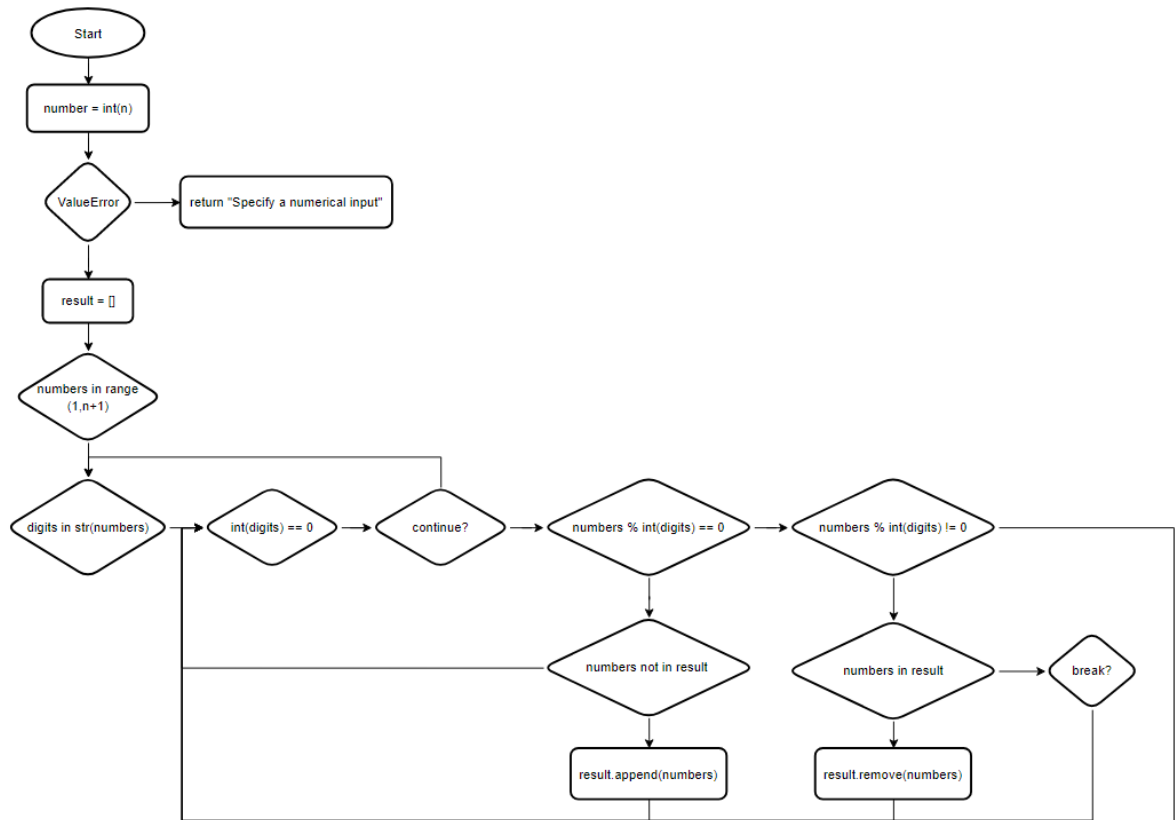 Start
number = int(n)
ValueError
return "Specify a numerical input"
result = []
numbers in range
(1,n+1)
digits in str(numbers)
int(digits) == 0
continue?
numbers % int(digits) == 0
numbers % int(digits) != 0
numbers not in result
numbers in result
break?
result.append(numbers)
result.remove(numbers)